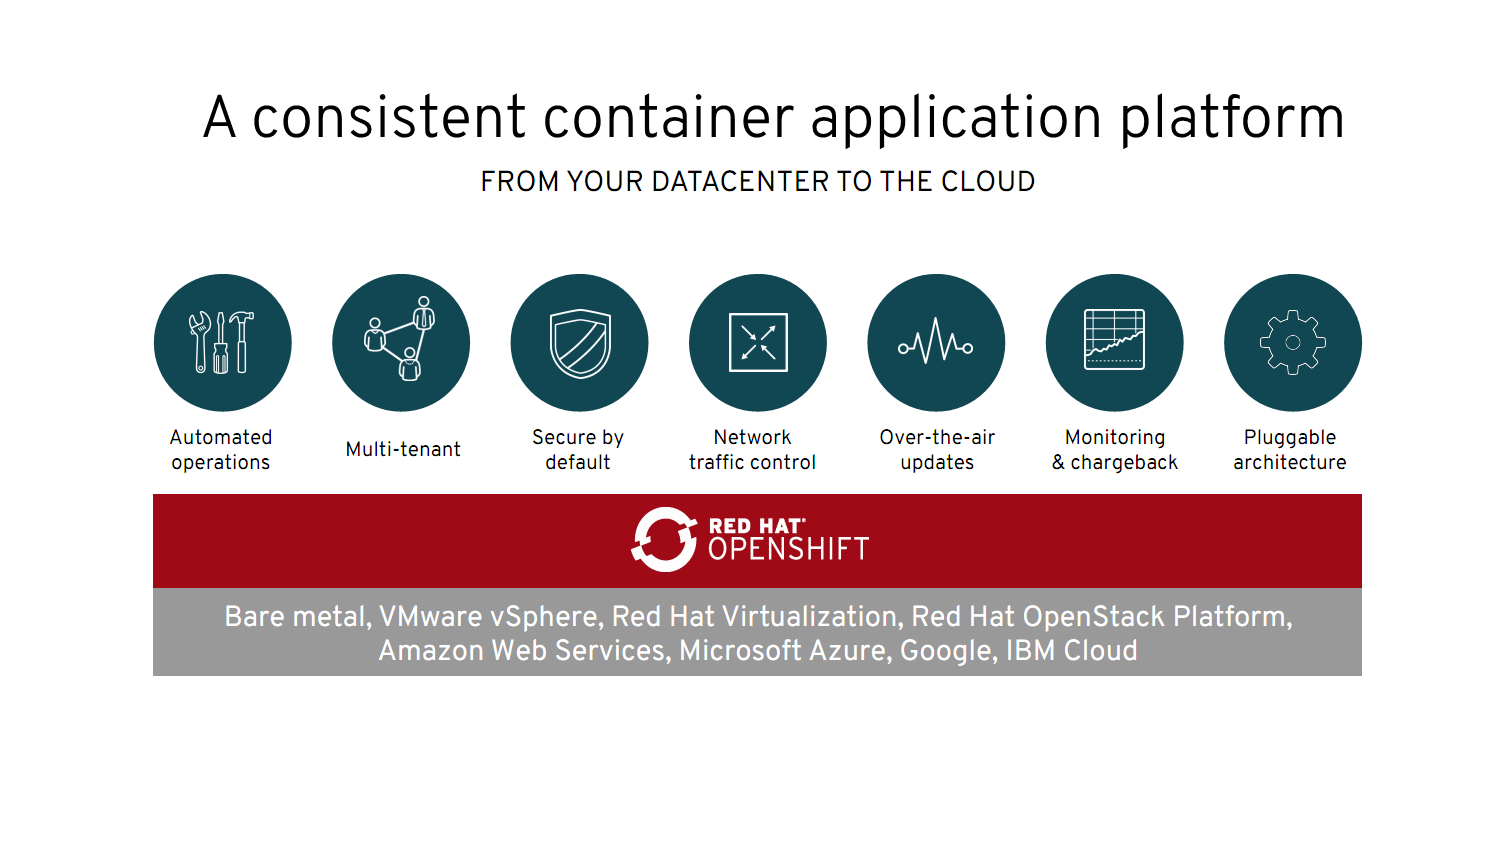 A consistent container application platform
FROM YOUR DATACENTER TO THE CLOUD
Automated
operations
Multi-tenant
Secure by
default
Network
traffic control
Over-the-air
updates
Monitoring
& chargeback
Pluggable
architecture
RED HAT®
OPENSHIFT
Bare metal, VMware vSphere, Red Hat Virtualization, Red Hat OpenStack Platform,
Amazon Web Services, Microsoft Azure, Google, IBM Cloud